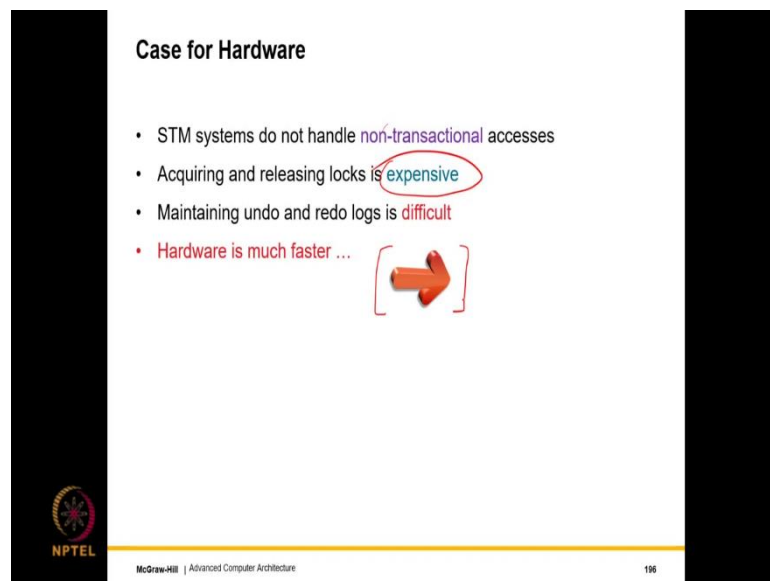 Case for Hardware
• STM systems do not handle non-transactional accesses
• Acquiring and releasing locks is expensive
• Maintaining undo and redo logs is difficult
• Hardware is much faster ...
NPTEL
McGraw-Hill | Advanced Computer Architecture
196